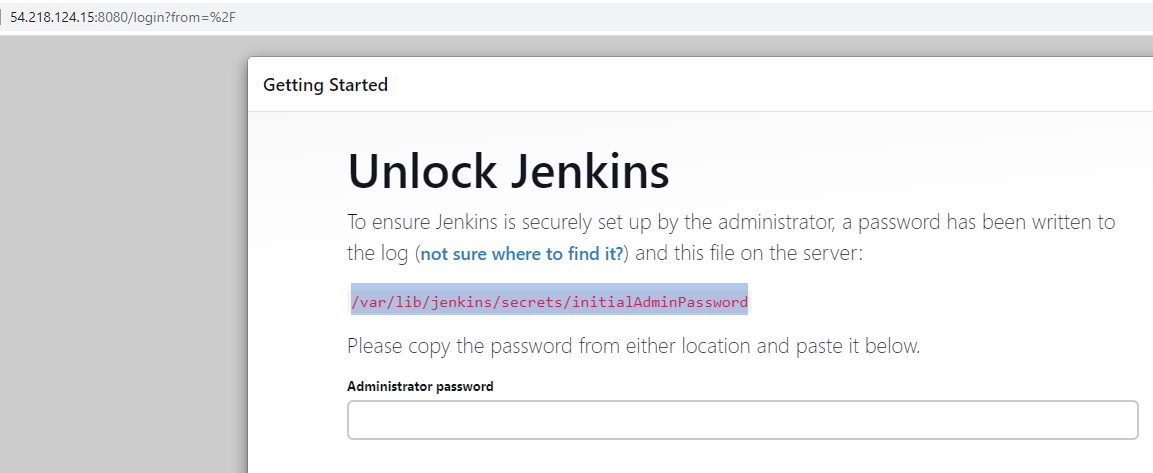 54.218.124.15:8080/login?from=%2F
Getting Started
Unlock Jenkins
To ensure Jenkins is securely set up by the administrator, a password has been written to
the log (not sure where to find it?) and this file on the server:
/var/lib/jenkins/secrets/initialAdminPassword
Please copy the password from either location and paste it below.
Administrator password